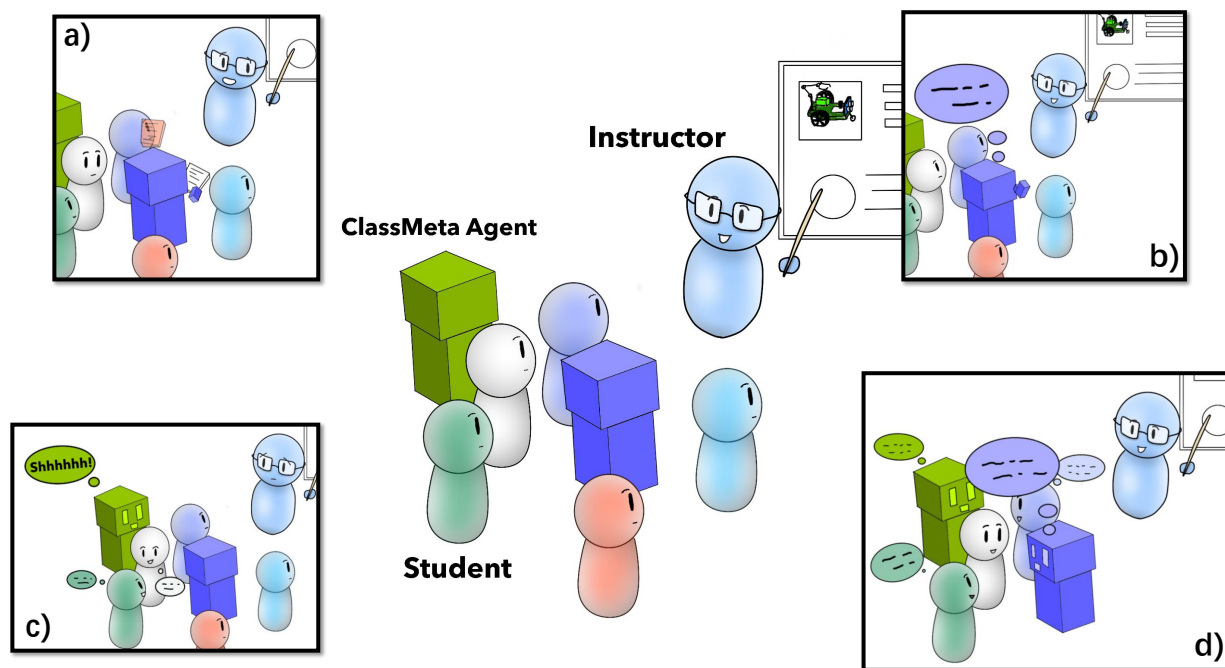 a)
b)
Instructor
ClassMeta Agent
Student
Shhhhhh!
c)
d)